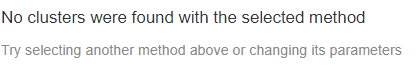 No clusters were found with the selected method
Try selecting another method above or changing its parameters